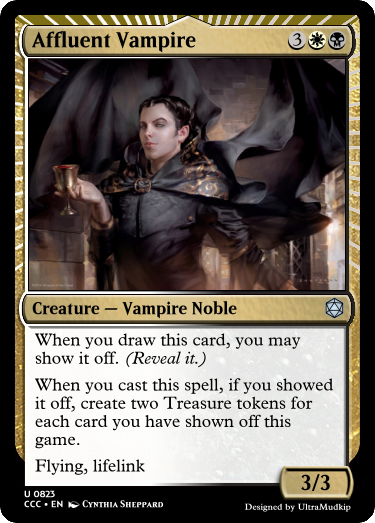 Affluent Vampire 3
Creature — Vampire Noble
When you draw this card, you may
show it off. (Reveal it.)
When you cast this spell, if you showed
it off, create two Treasure tokens for
each card you have shown off this
game.
Flying, lifelink
3/3
U 0823
CCC • EN Cynthia Sheppard
Designed by UltraMudkip